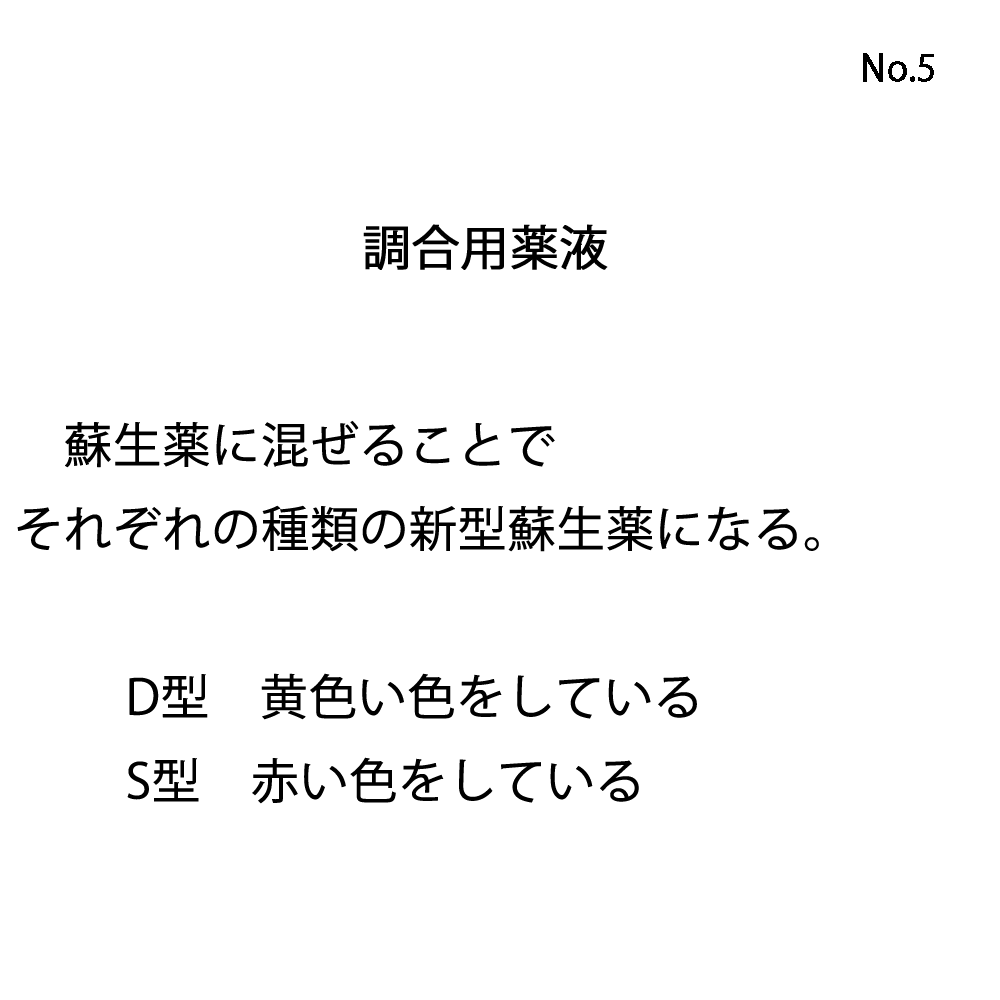 No.5
調合用薬液
蘇生薬に混ぜることで
それぞれの種類の新型蘇生薬になる。
D型　黄色い色をしている
S型　赤い色をしている